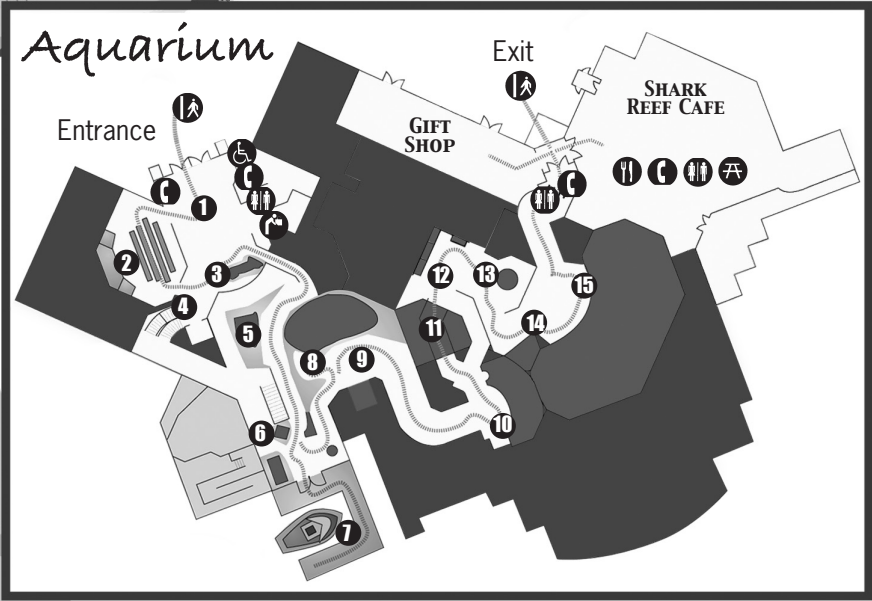 Aquarium
Exit
Entrance
SHARK
REEF CAFE
GIFT
SHOP
1
2
3
4
5
6
7
8
9
10
11
12
13
14
15